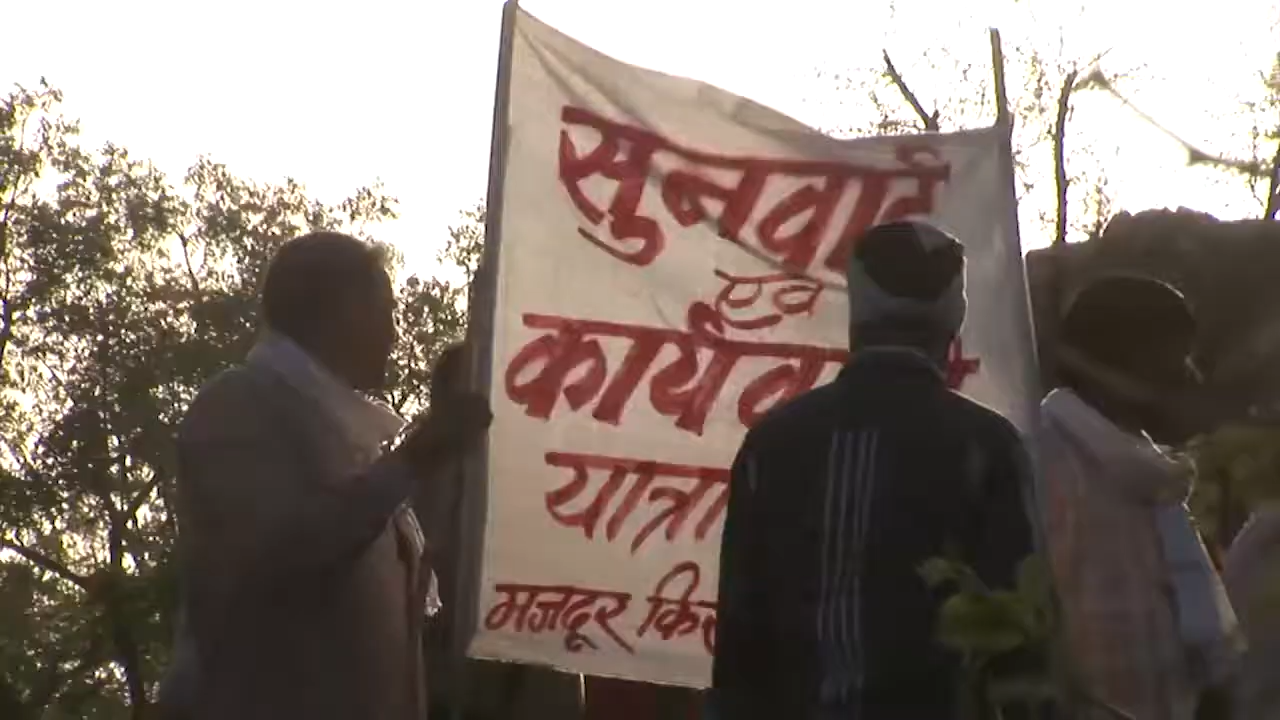 सुनवाई
एवं
यात्रा
मजदूर